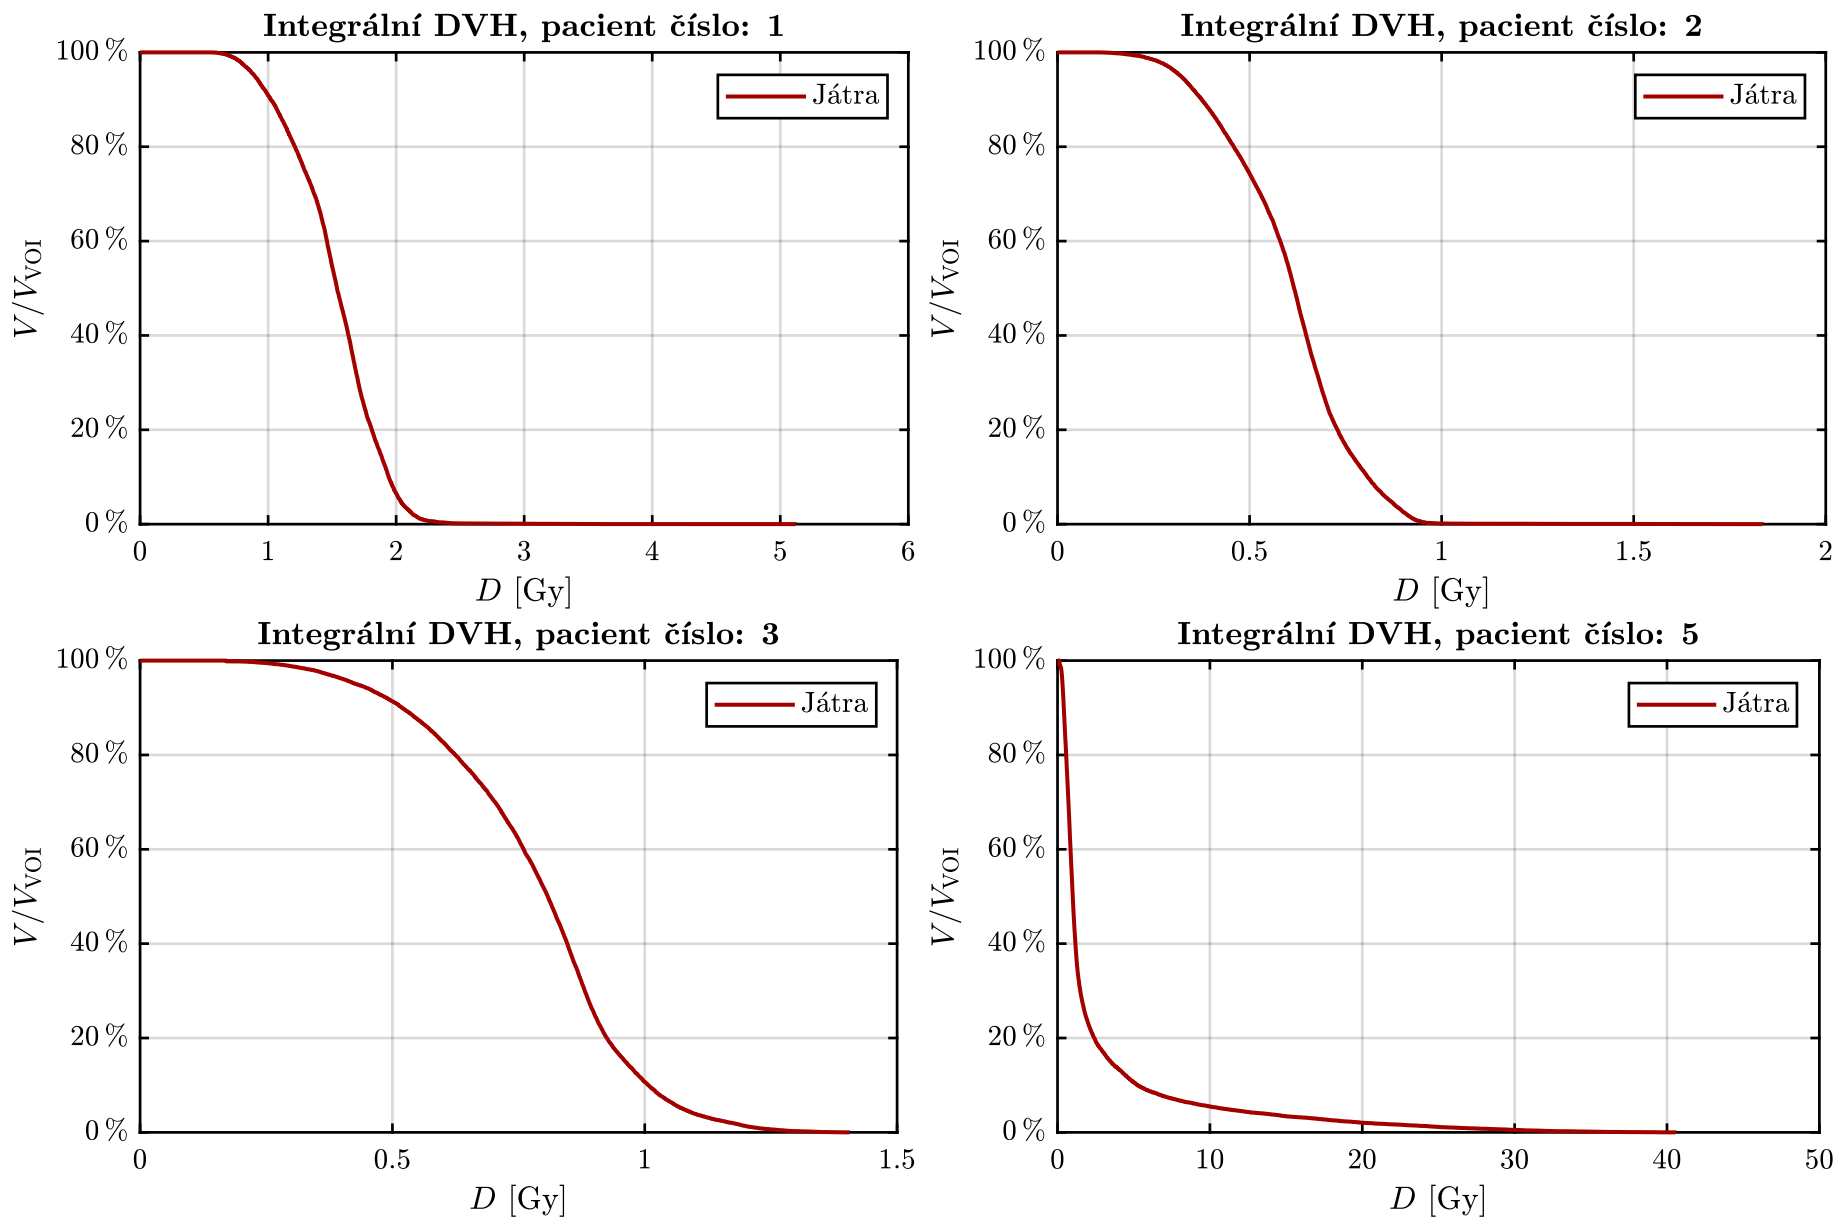 Integrální DVH, pacient číslo: 1
100 %
80 %
60 %
40 %
20 %
0 %
V/V_VOI
Játra
0 1 2 3 4 5 6
D [Gy]
Integrální DVH, pacient číslo: 2
100 %
80 %
60 %
40 %
20 %
0 %
V/V_VOI
Játra
0 0.5 1 1.5 2
D [Gy]
Integrální DVH, pacient číslo: 3
100 %
80 %
60 %
40 %
20 %
0 %
V/V_VOI
Játra
0 0.5 1 1.5
D [Gy]
Integrální DVH, pacient číslo: 5
100 %
80 %
60 %
40 %
20 %
0 %
V/V_VOI
Játra
0 10 20 30 40 50
D [Gy]